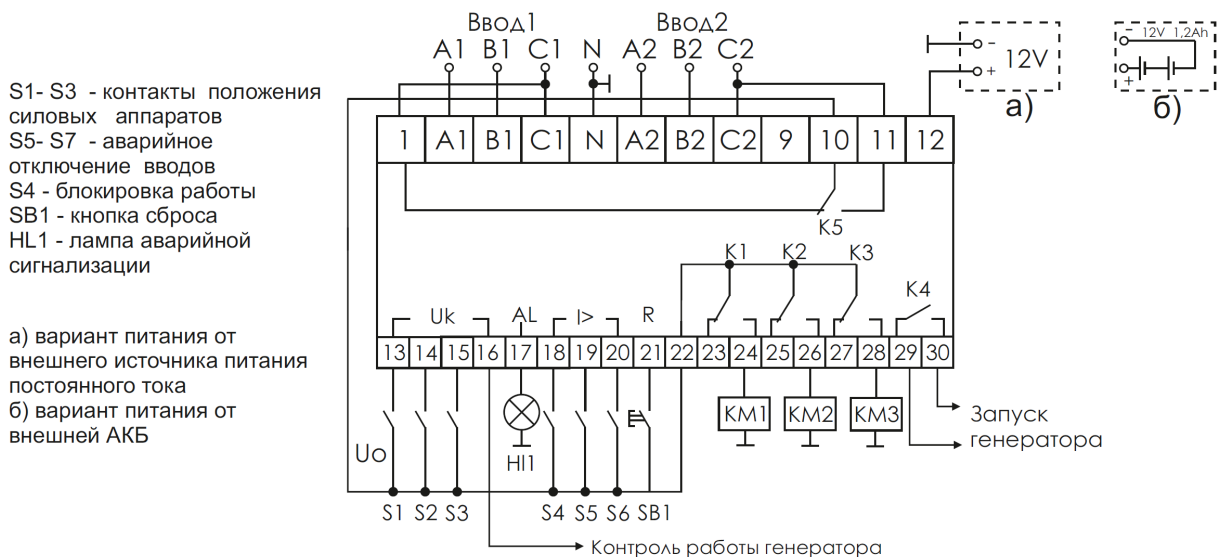 Ввод1 Ввод2
A1 B1 C1 N A2 B2 C2
- 12V +
а)
- 12V 1,2Ah +
б)
S1- S3 - контакты положения
силовых аппаратов
S5- S7 - аварийное
отключение вводов
S4 - блокировка работы
SB1 - кнопка сброса
HL1 - лампа аварийной
сигнализации
а) вариант питания от
внешнего источника питания
постоянного тока
б) вариант питания от
внешней АКБ
1 A1 B1 C1 N A2 B2 C2 9 10 11 12
K5
K1 K2 K3
K4
Uk AL I> R
13 14 15 16 17 18 19 20 21 22 23 24 25 26 27 28 29 30
KM1 KM2 KM3
Запуск
генератора
Uo
Hl1
S1 S2 S3 S4 S5 S6 SB1
Контроль работы генератора